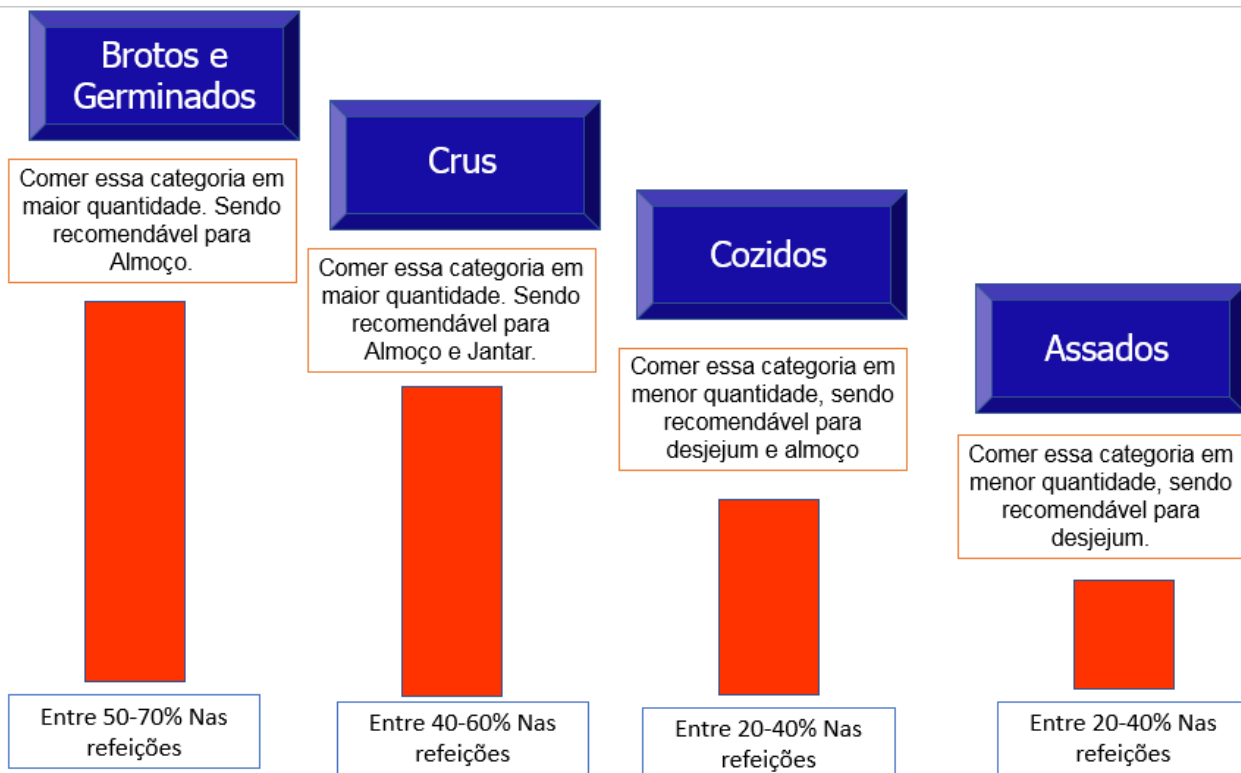 Brotos e
Germinados
Comer essa categoria em
maior quantidade. Sendo
recomendável para
Almoço.
Entre 50-70% Nas
refeições
Crus
Comer essa categoria em
maior quantidade. Sendo
recomendável para
Almoço e Jantar.
Entre 40-60% Nas
refeições
Cozidos
Comer essa categoria em
menor quantidade, sendo
recomendável para
desjejum e almoço
Entre 20-40% Nas
refeições
Assados
Comer essa categoria em
menor quantidade, sendo
recomendável para
desjejum.
Entre 20-40% Nas
refeições